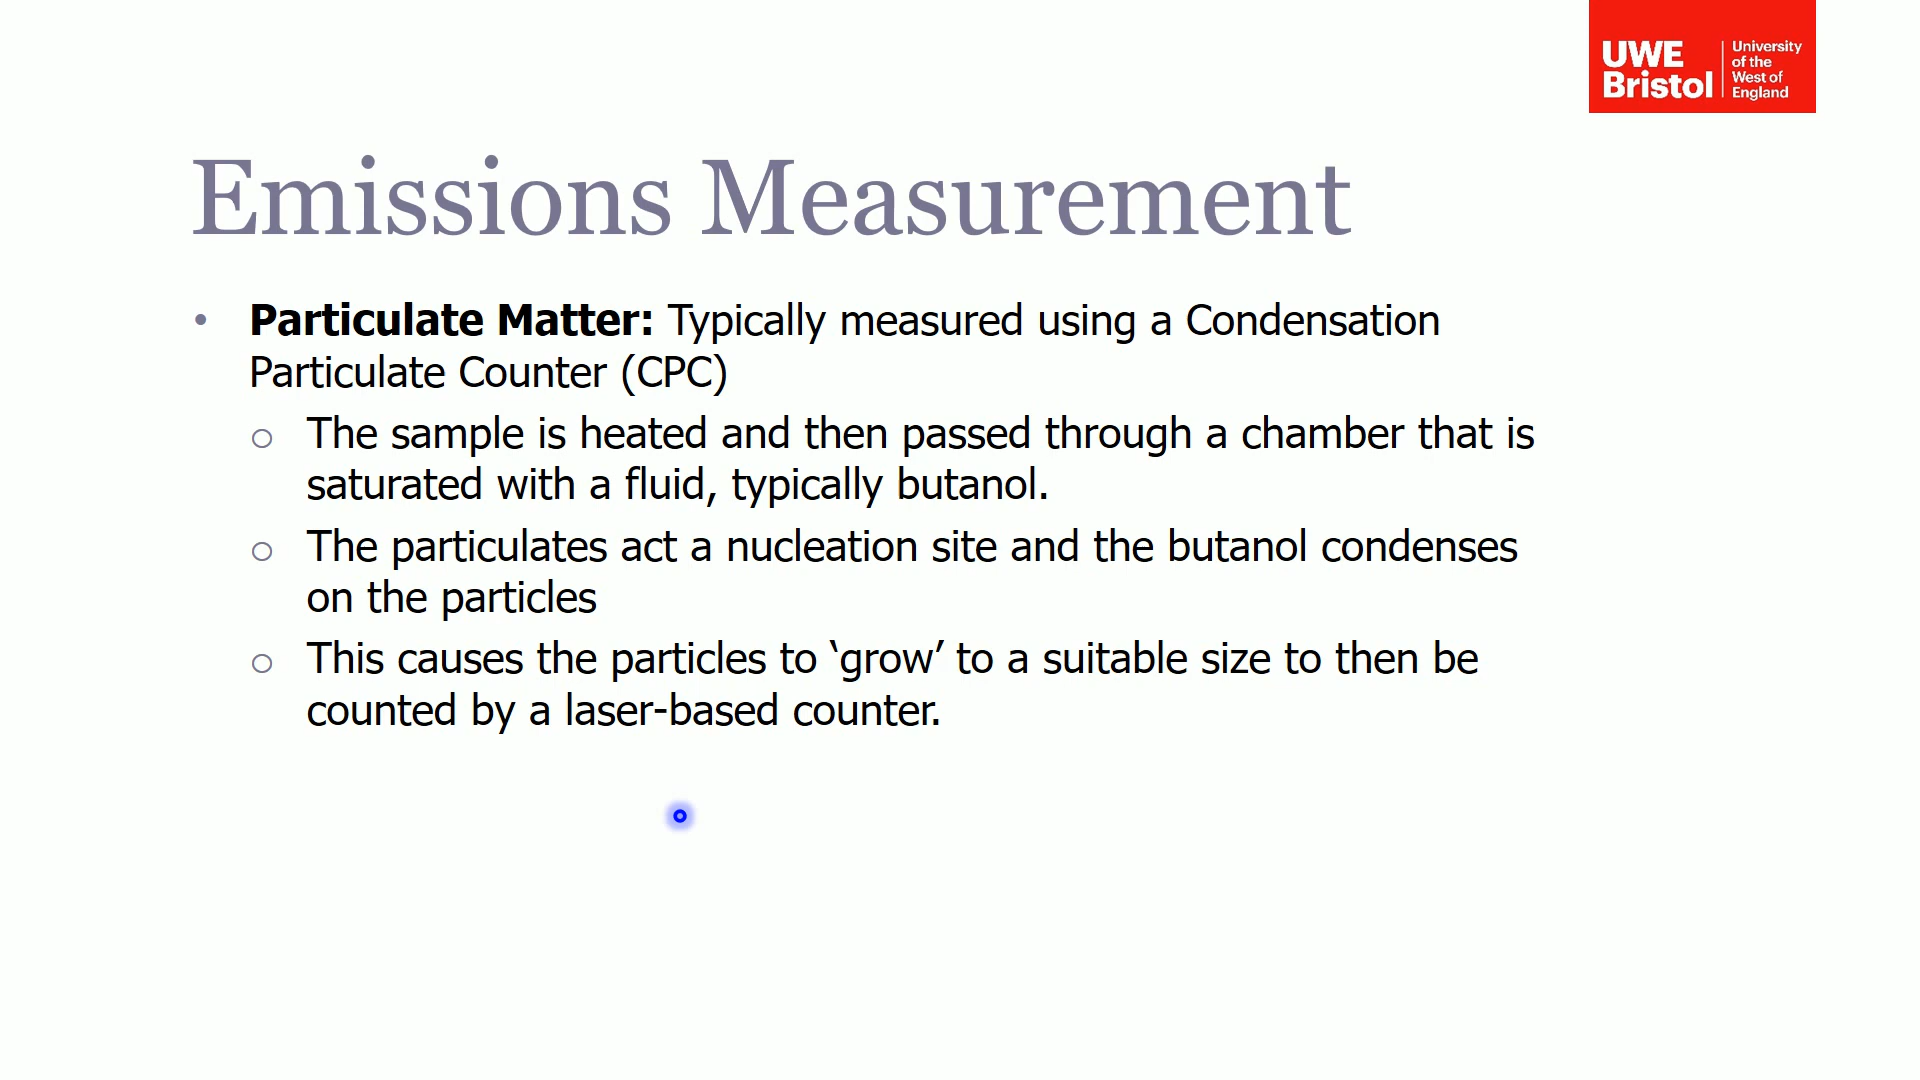 UWE
Bristol
University
of the
West of
England
Emissions Measurement
• Particulate Matter: Typically measured using a Condensation
Particulate Counter (CPC)
○ The sample is heated and then passed through a chamber that is
saturated with a fluid, typically butanol.
○ The particulates act a nucleation site and the butanol condenses
on the particles
○ This causes the particles to ‘grow’ to a suitable size to then be
counted by a laser-based counter.